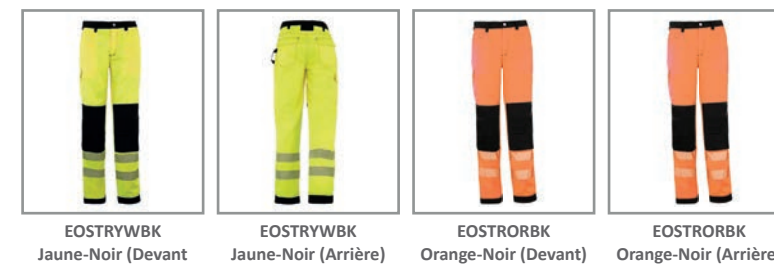 EOSTRYWBK
Jaune-Noir (Devant
EOSTRYWBK
Jaune-Noir (Arrière)
EOSTRORBK
Orange-Noir (Devant)
EOSTRORBK
Orange-Noir (Arrière